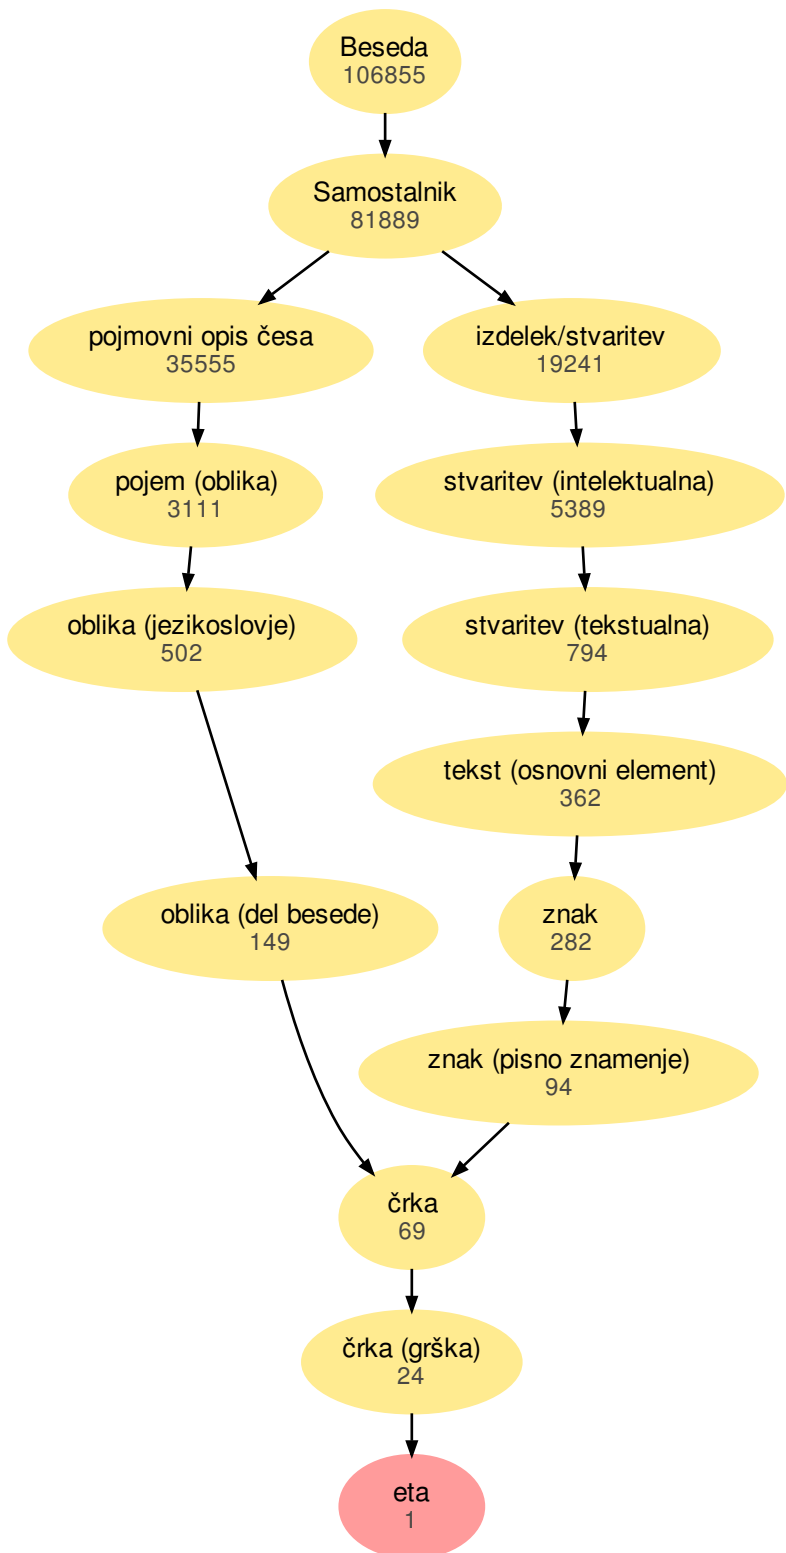 Beseda
106855
Samostalnik
81889
pojmovni opis česa
35555
izdelek/stvaritev
19241
pojem (oblika)
3111
stvaritev (intelektualna)
5389
oblika (jezikoslovje)
502
stvaritev (tekstualna)
794
tekst (osnovni element)
362
oblika (del besede)
149
znak
282
znak (pisno znamenje)
94
črka
69
črka (grška)
24
eta
1